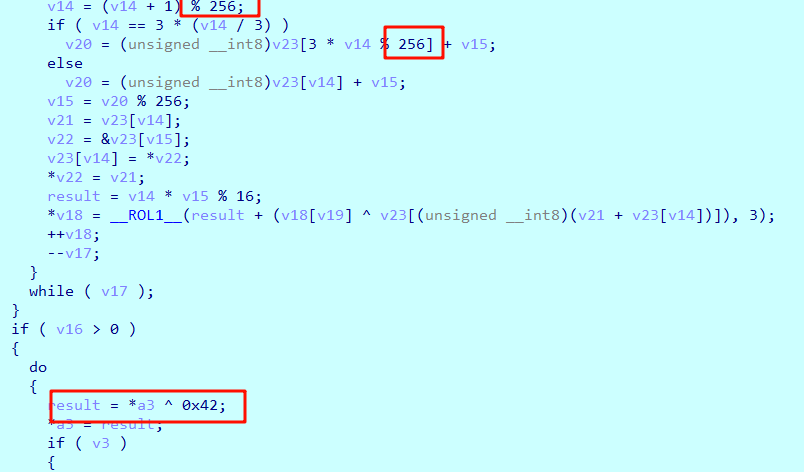 v14 = (v14 + 1) % 256;
if ( v14 == 3 * (v14 / 3) )
v20 = (unsigned __int8)v23[3 * v14 % 256] + v15;
else
v20 = (unsigned __int8)v23[v14] + v15;
v15 = v20 % 256;
v21 = v23[v14];
v22 = &v23[v15];
v23[v14] = *v22;
*v22 = v21;
result = v14 * v15 % 16;
*v18 = __ROL1__(result + (v18[v19] ^ v23[(unsigned __int8)(v21 + v23[v14])]), 3);
++v18;
--v17;
}
while ( v17 );
}
if ( v16 > 0 )
{
do
{
result = *a3 ^ 0x42;
*a3 = result;
if ( v3 )
{